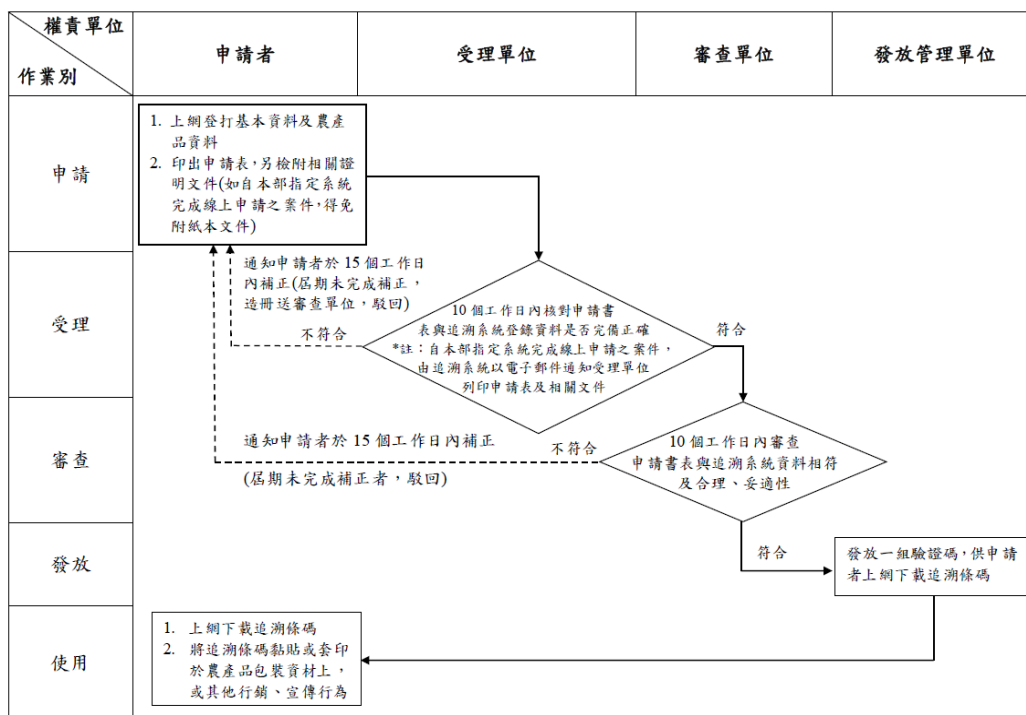 權責單位
作業別
申請者
受理單位
審查單位
發放管理單位
申請
1. 上網登打基本資料及農產
品資料
2. 印出申請表,另檢附相關證
明文件(如自本部指定系統
完成線上申請之案件,得免
附紙本文件)
受理
通知申請者於 15 個工作日
內補正(屆期未完成補正,
造冊送審查單位,駁回)
不符合
10 個工作日內核對申請書
表與追溯系統登錄資料是否完備正確
*註:自本部指定系統完成線上申請之案件,
由追溯系統以電子郵件通知受理單位
列印申請表及相關文件
符合
審查
通知申請者於 15 個工作日內補正
(屆期未完成補正者,駁回)
不符合
10 個工作日內審查
申請書表與追溯系統資料相符
及合理、妥適性
發放
符合
發放一組驗證碼,供申請
者上網下載追溯條碼
使用
1. 上網下載追溯條碼
2. 將追溯條碼黏貼或套印
於農產品包裝資材上,
或其他行銷、宣傳行為